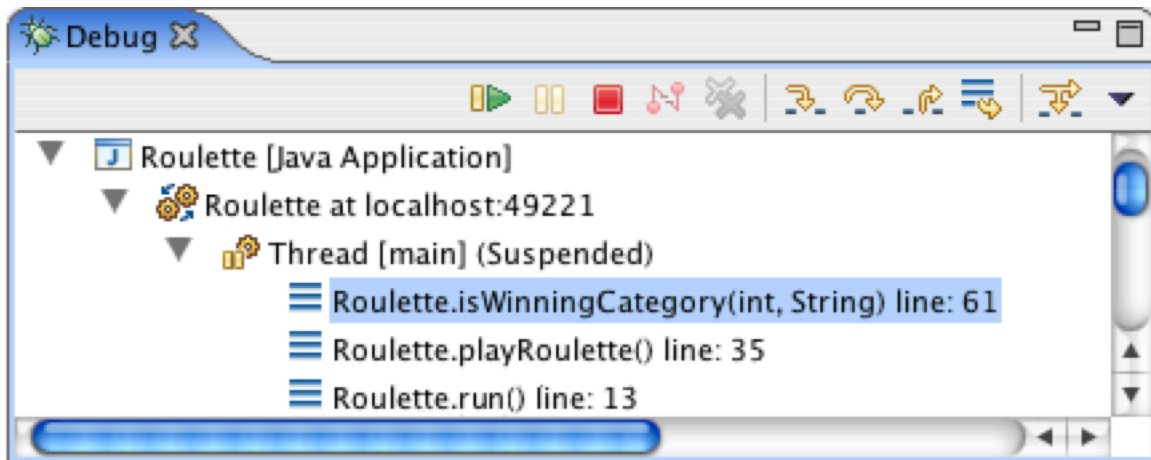 Debug
Roulette [Java Application]
Roulette at localhost:49221
Thread [main] (Suspended)
Roulette.isWinningCategory(int, String) line: 61
Roulette.playRoulette() line: 35
Roulette.run() line: 13